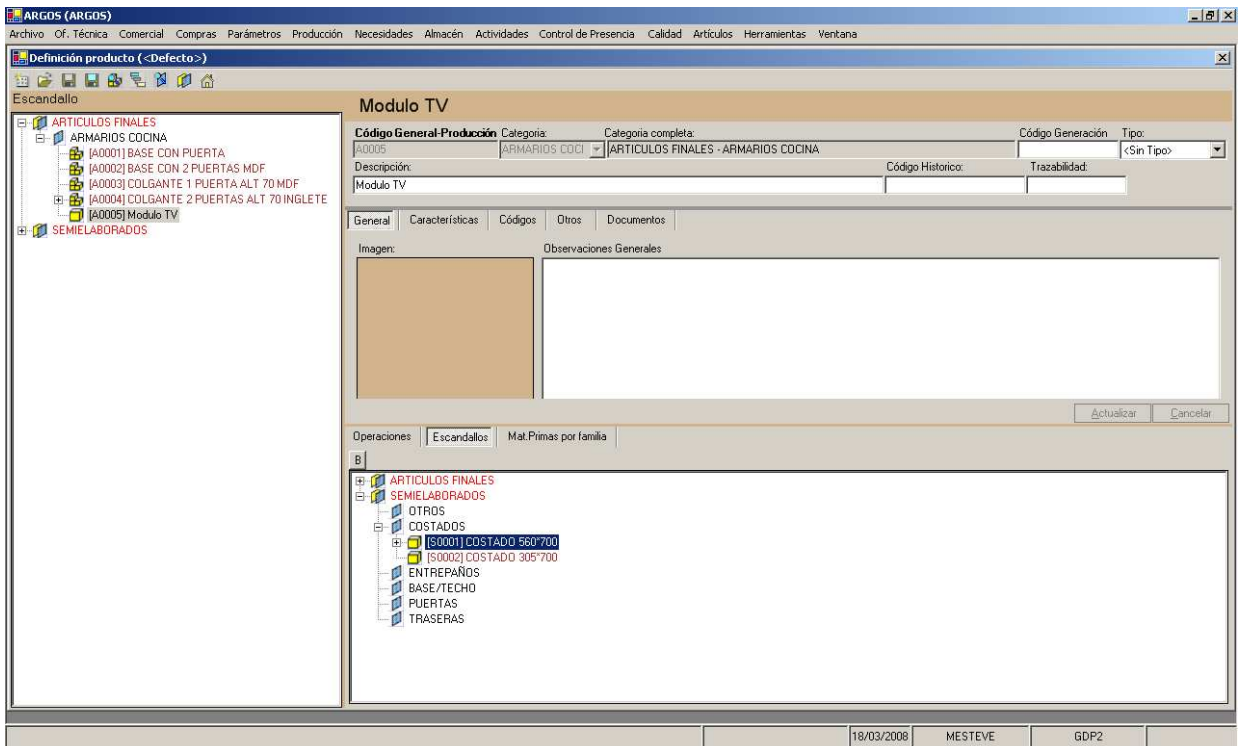 ARGOS (ARGOS)
Archivo Of. Técnica Comercial Compras Parámetros Producción Necesidades Almacén Actividades Control de Presencia Calidad Artículos Herramientas Ventana
Definición producto (<Defecto>)
Escandallo
ARTICULOS FINALES
ARMARIOS COCINA
[A0001] BASE CON PUERTA
[A0002] BASE CON 2 PUERTAS MDF
[A0003] COLGANTE 1 PUERTA ALT 70 MDF
[A0004] COLGANTE 2 PUERTAS ALT 70 INGLETE
[A0005] Modulo TV
SEMIELABORADOS
Modulo TV
Código General-Producción Categoria: Categoria completa: Código Generación Tipo:
A0005 ARMARIOS COCI ARTICULOS FINALES - ARMARIOS COCINA <Sin Tipo>
Descripción: Código Historico: Trazabilidad:
Modulo TV
General Características Códigos Otros Documentos
Imagen: Observaciones Generales
Actualizar Cancelar
Operaciones Escandallos Mat.Primas por familia
B
ARTICULOS FINALES
SEMIELABORADOS
OTROS
COSTADOS
[S0001] COSTADO 560*700
[S0002] COSTADO 305*700
ENTREPAÑOS
BASE/TECHO
PUERTAS
TRASERAS
18/03/2008 MESTEVE GDP2